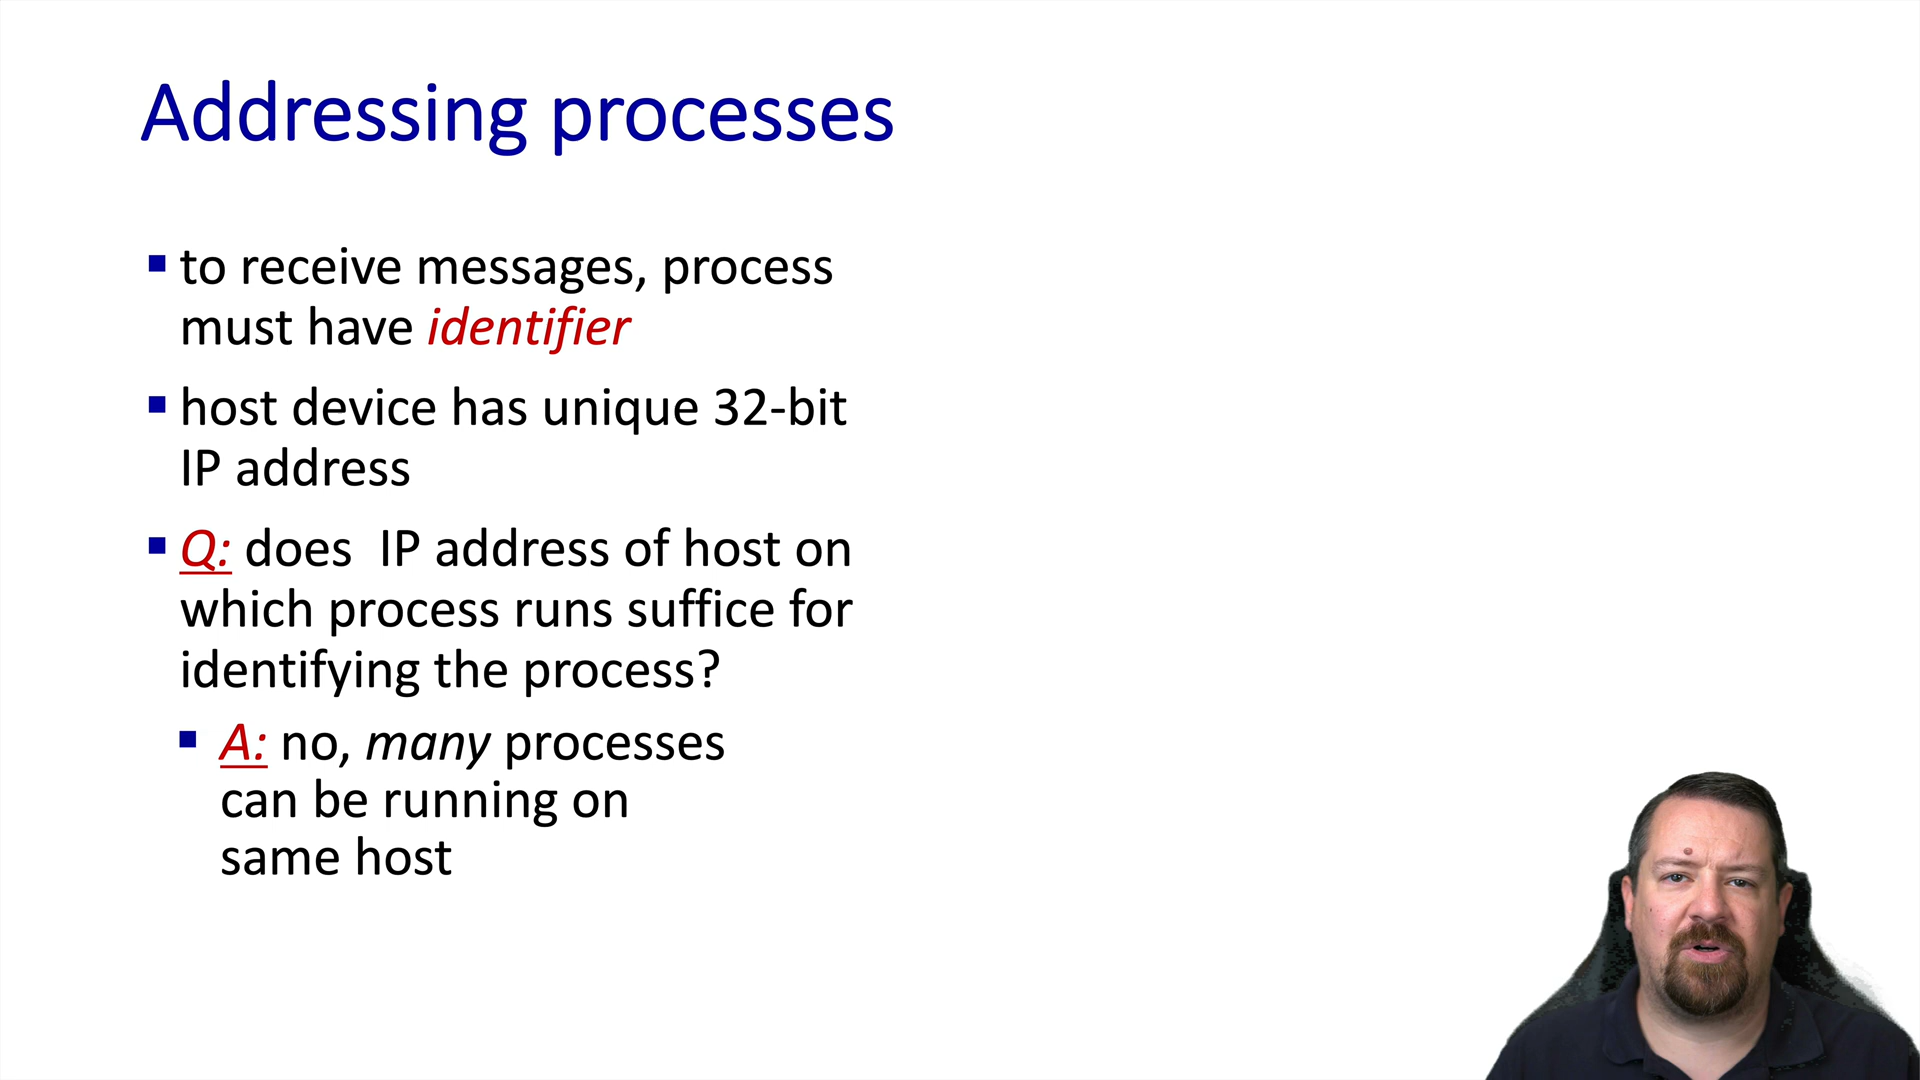 Addressing processes
to receive messages, process
must have identifier
host device has unique 32-bit
IP address
Q: does  IP address of host on
which process runs suffice for
identifying the process?
A: no, many processes
can be running on
same host